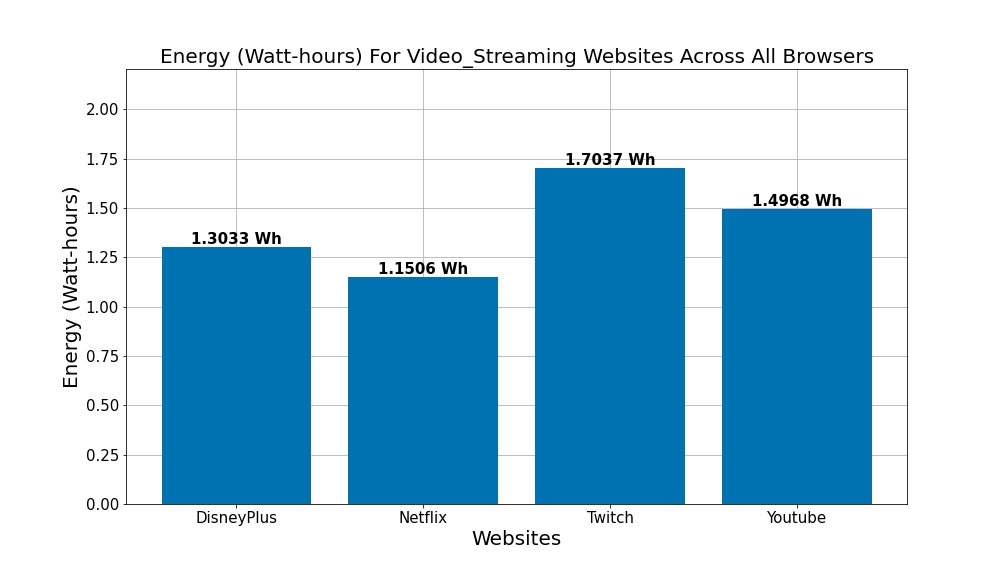 Energy (Watt-hours) For Video_Streaming Websites Across All Browsers
Energy (Watt-hours)
2.00
1.75
1.50
1.25
1.00
0.75
0.50
0.25
0.00
1.3033 Wh
1.1506 Wh
1.7037 Wh
1.4968 Wh
DisneyPlus
Netflix
Twitch
Youtube
Websites